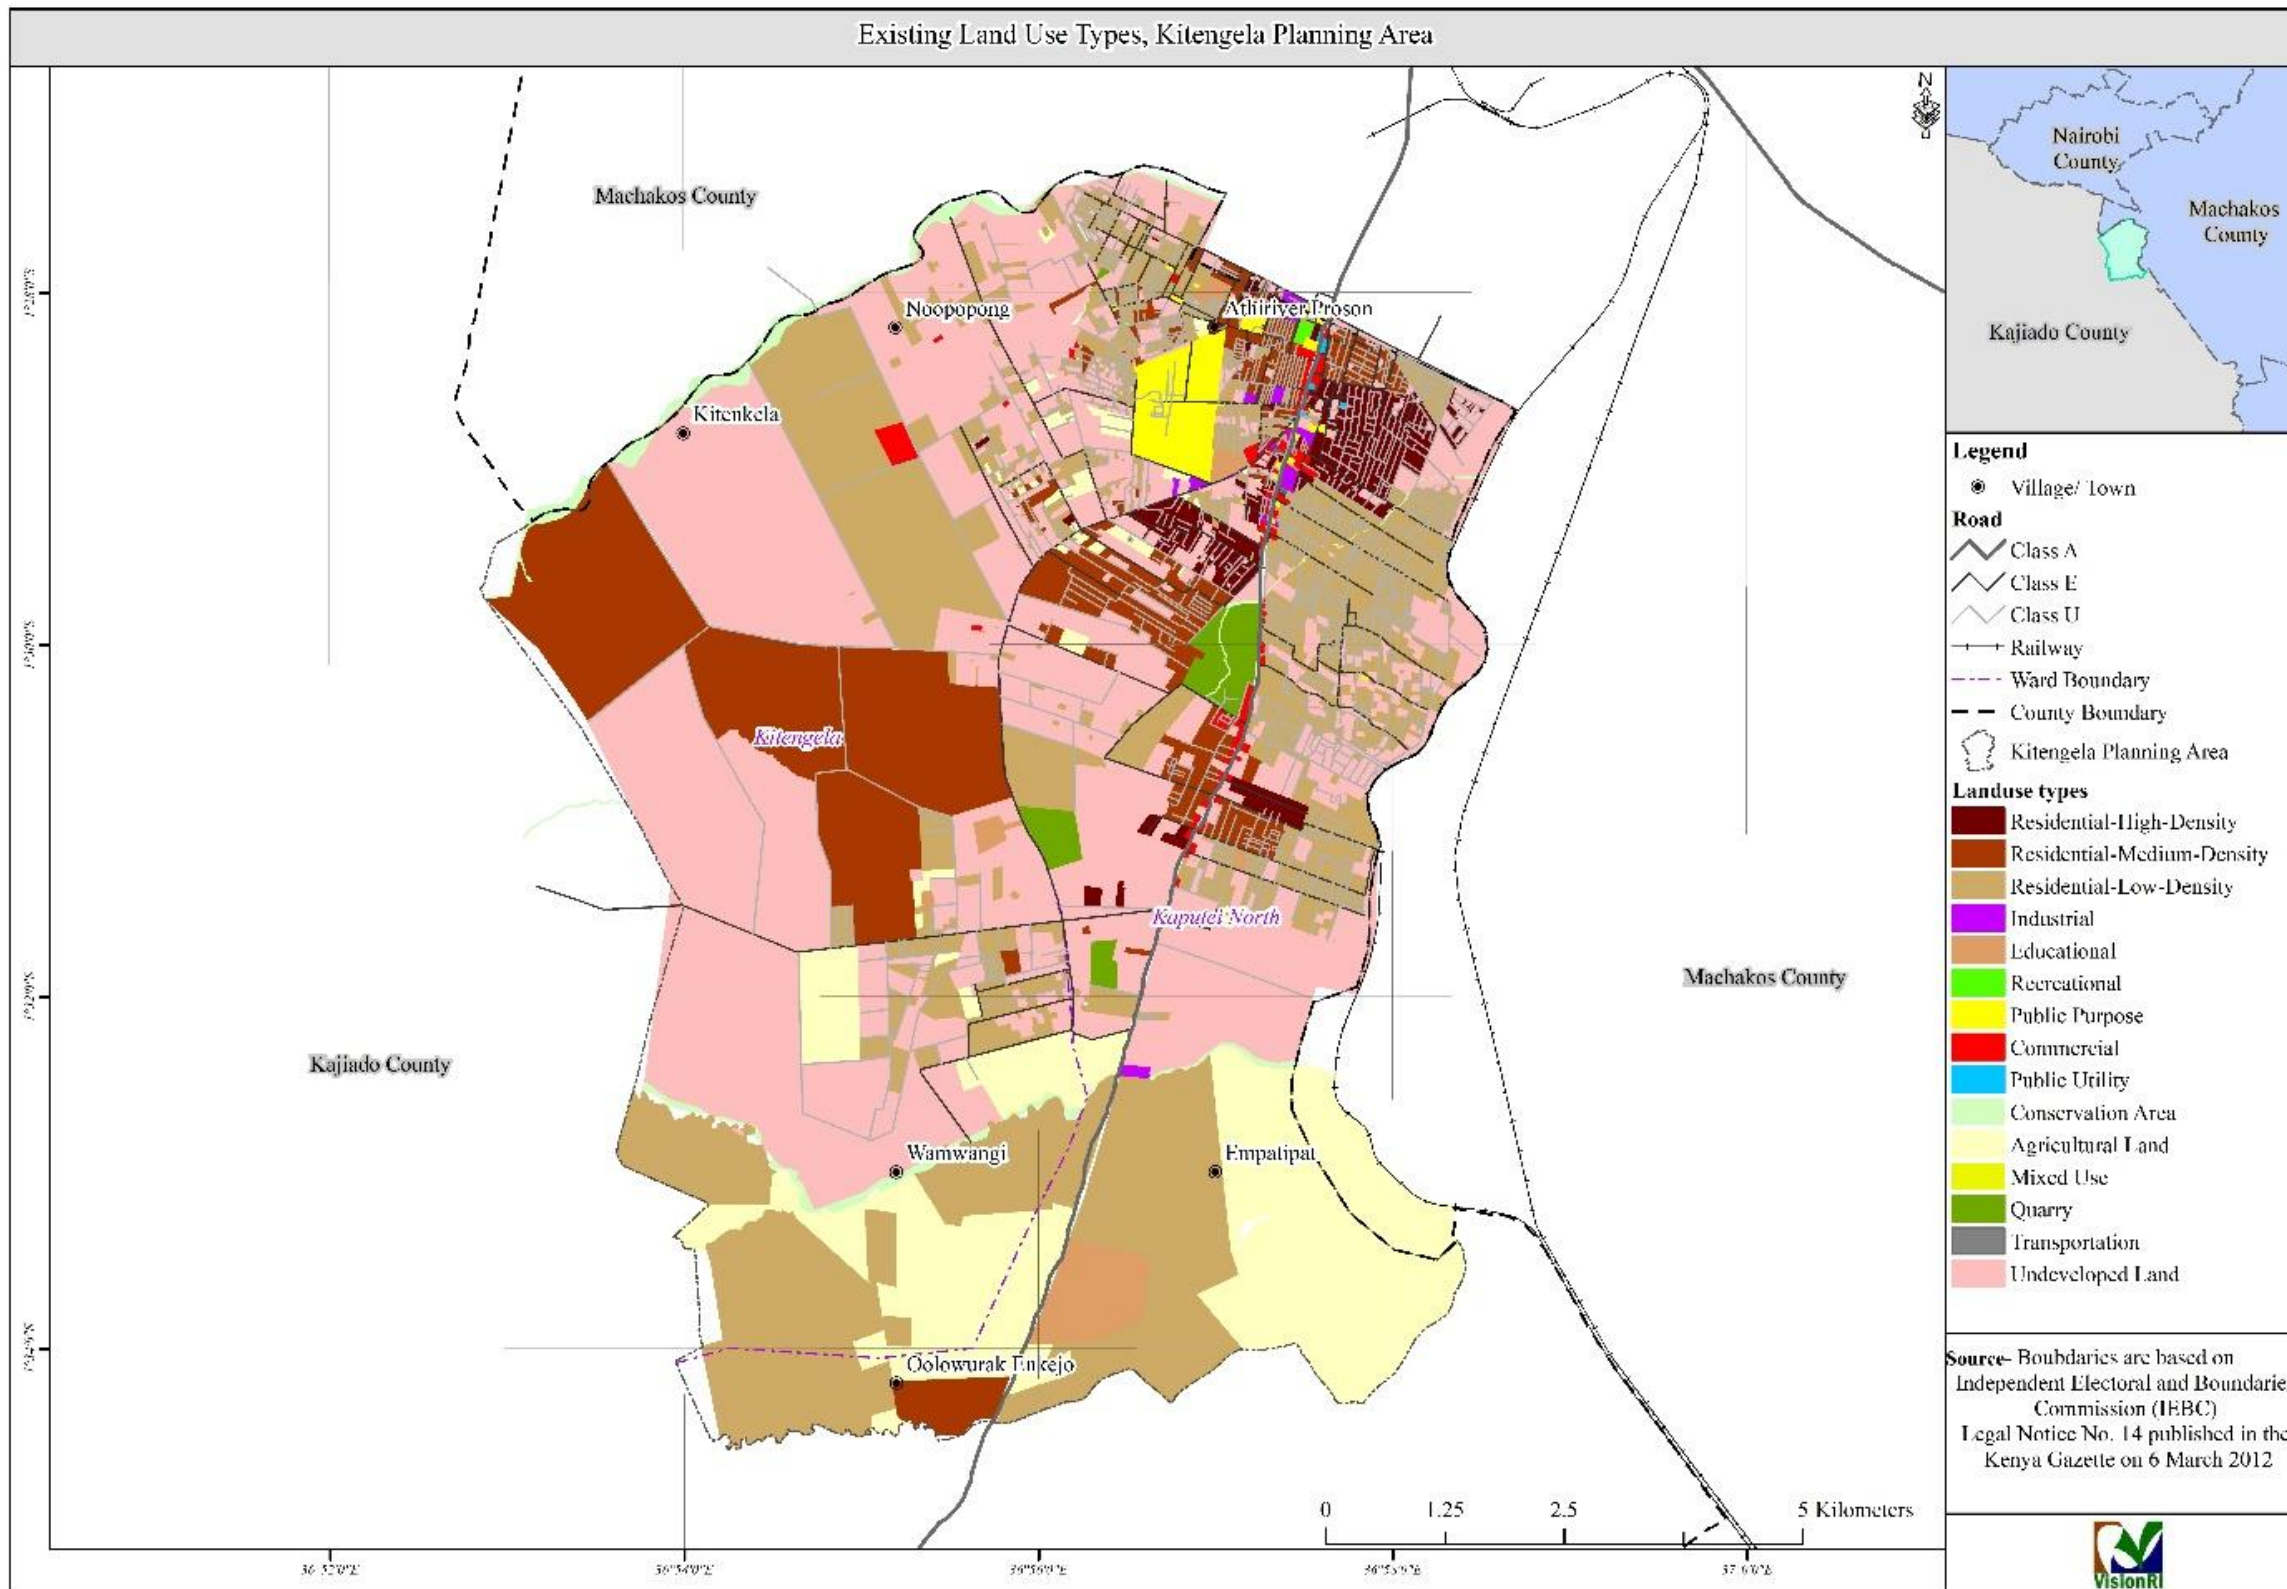 Existing Land Use Types, Kitengela Planning Area
N
Machakos County
Noopopong
Athiriver Proson
Kitenkela
Kitengela
Kaputei North
Machakos County
Kajiado County
Wamwangi
Empatipat
Oolowurak Enkejo
0 1.25 2.5 5 Kilometers
Nairobi
County
Machakos
County
Kajiado County
Legend
Village/ Town
Road
Class A
Class E
Class U
Railway
Ward Boundary
County Boundary
Kitengela Planning Area
Landuse types
Residential-High-Density
Residential-Medium-Density
Residential-Low-Density
Industrial
Educational
Recreational
Public Purpose
Commercial
Public Utility
Conservation Area
Agricultural Land
Mixed Use
Quarry
Transportation
Undeveloped Land
Source- Boubdaries are based on
Independent Electoral and Boundarie
Commission (IEBC)
Legal Notice No. 14 published in the
Kenya Gazette on 6 March 2012
VisionRI